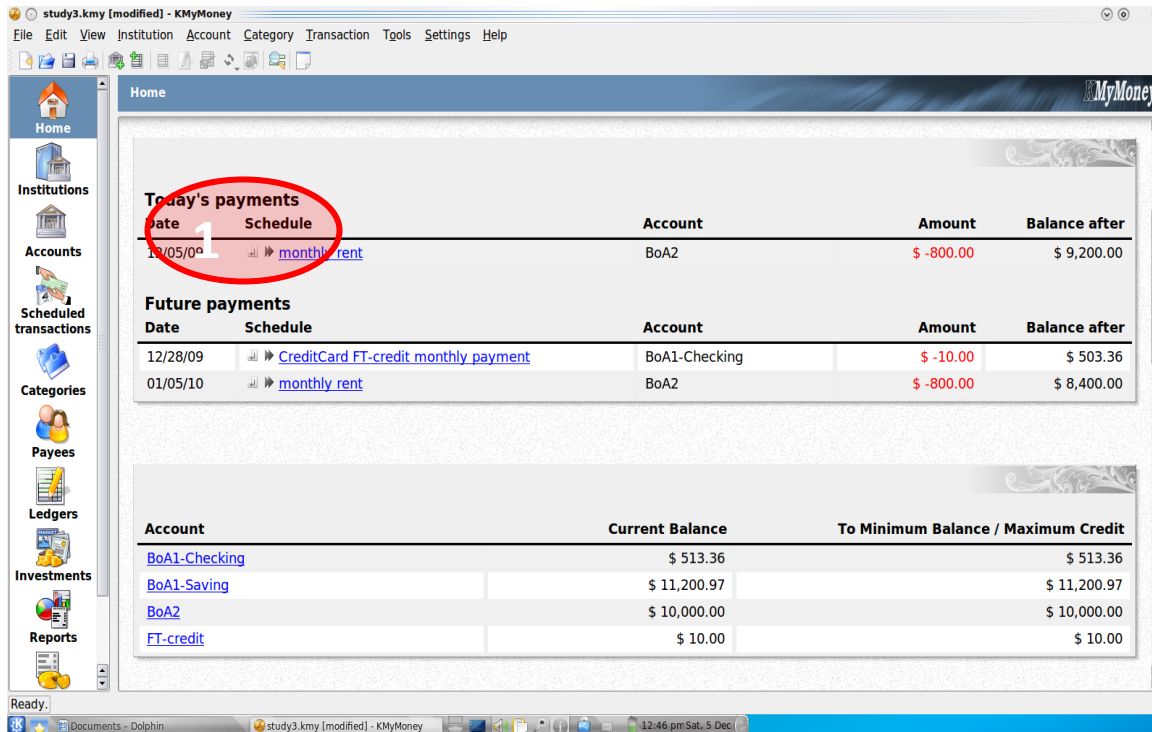 study3.kmy [modified] - KMyMoney
File Edit View Institution Account Category Transaction Tools Settings Help
Home
KMyMoney
Home
Institutions
Accounts
Scheduled
transactions
Categories
Payees
Ledgers
Investments
Reports
Today's payments
Date Schedule Account Amount Balance after
12/05/09 monthly rent BoA2 $ -800.00 $ 9,200.00
1
Future payments
Date Schedule Account Amount Balance after
12/28/09 CreditCard FT-credit monthly payment BoA1-Checking $ -10.00 $ 503.36
01/05/10 monthly rent BoA2 $ -800.00 $ 8,400.00
Account Current Balance To Minimum Balance / Maximum Credit
BoA1-Checking $ 513.36 $ 513.36
BoA1-Saving $ 11,200.97 $ 11,200.97
BoA2 $ 10,000.00 $ 10,000.00
FT-credit $ 10.00 $ 10.00
Ready.
Documents - Dolphin study3.kmy [modified] - KMyMoney 12:46 pm Sat, 5 Dec